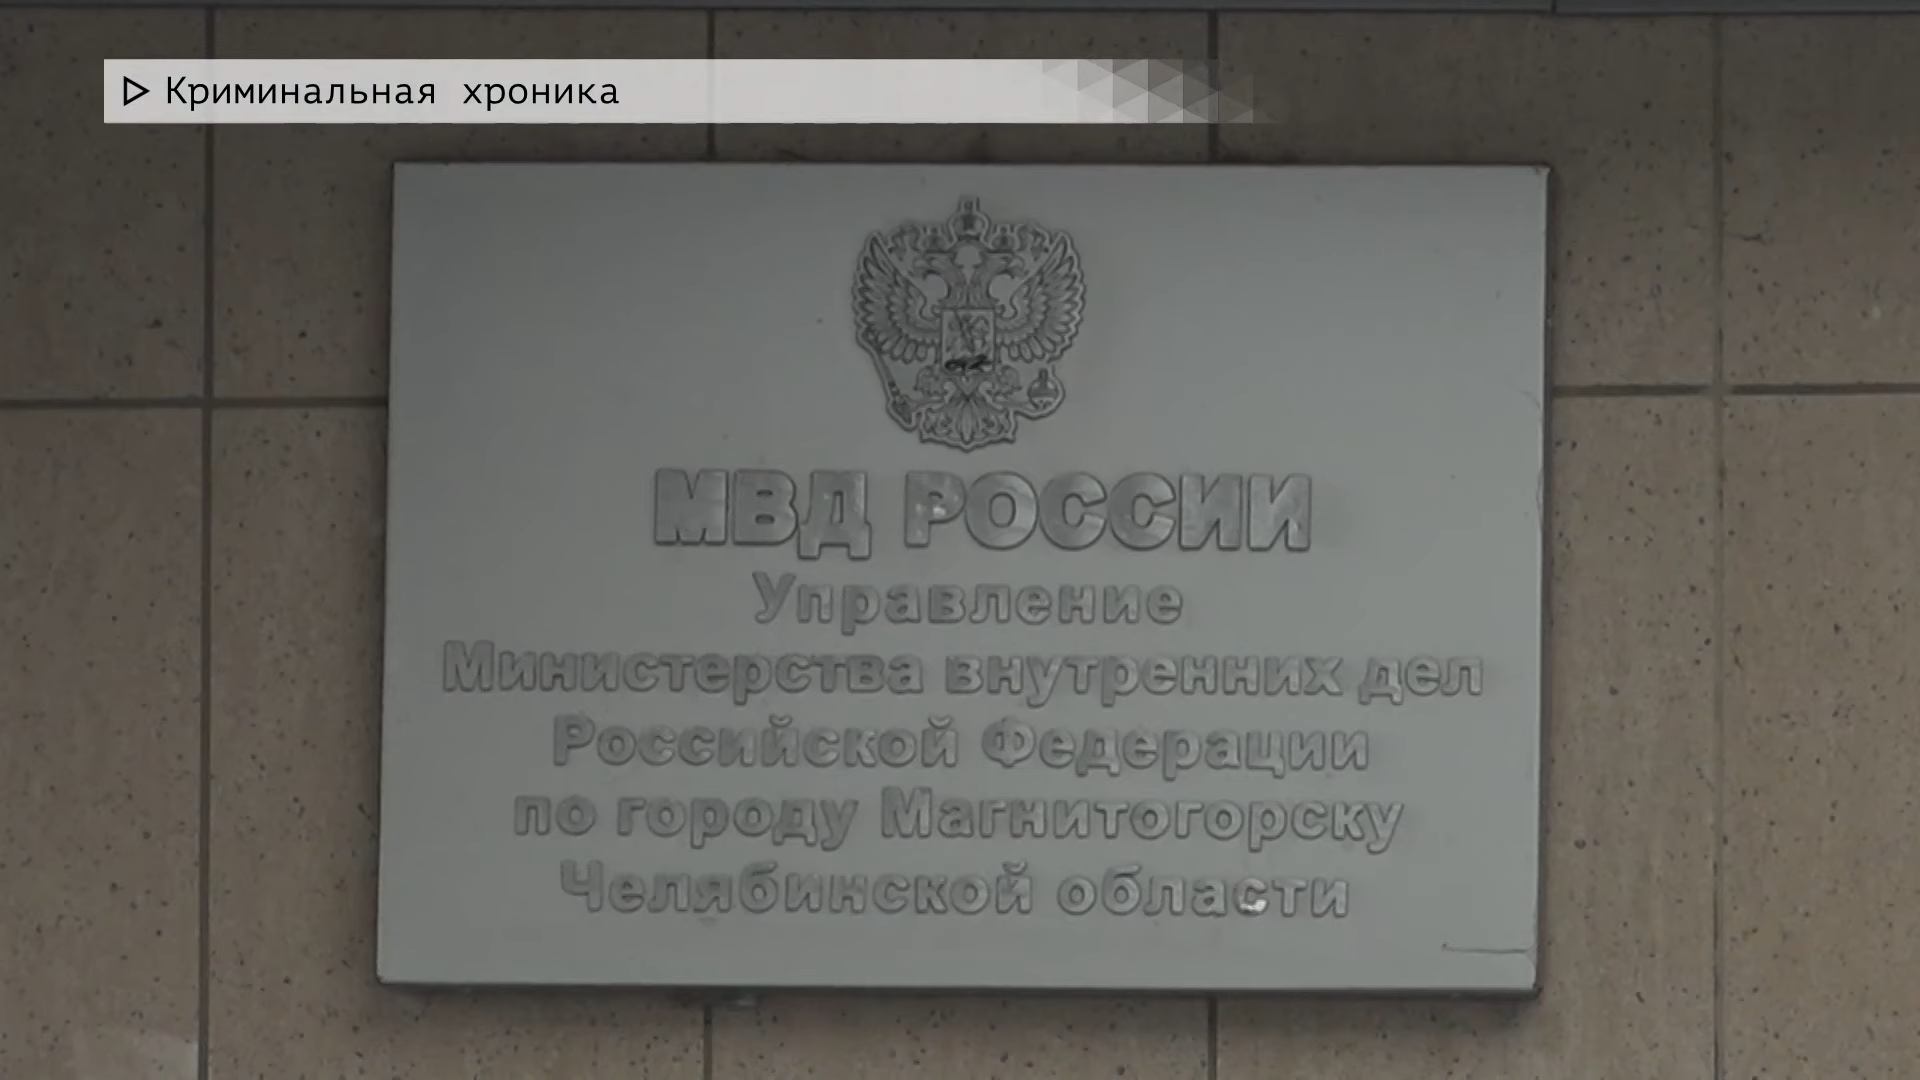 Криминальная хроника
МВД РОССИИ
Управление
Министерства внутренних дел
Российской Федерации
по городу Магнитогорску
Челябинской области